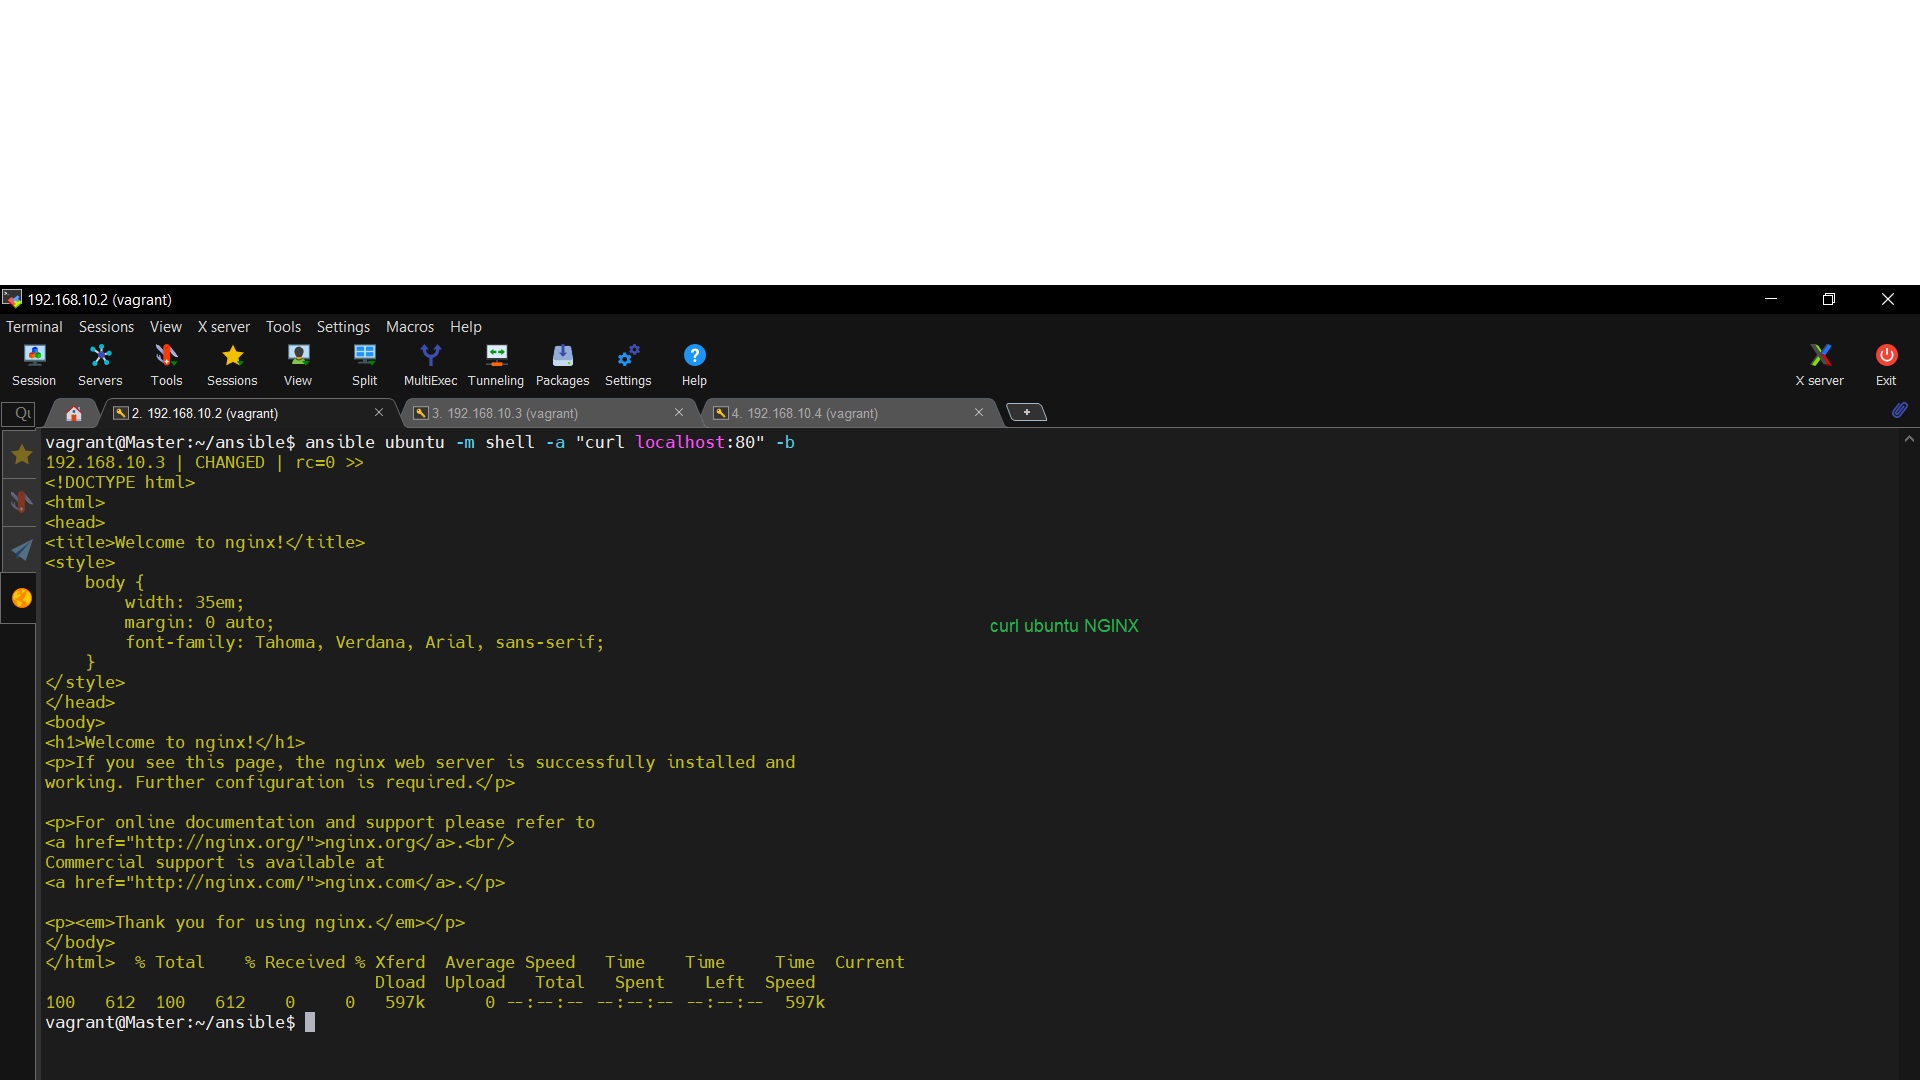 192.168.10.2 (vagrant)
Terminal Sessions View X server Tools Settings Macros Help
Session Servers Tools Sessions View Split MultiExec Tunneling Packages Settings Help X server Exit
2. 192.168.10.2 (vagrant) 3. 192.168.10.3 (vagrant) 4. 192.168.10.4 (vagrant)
vagrant@Master:~/ansible$ ansible ubuntu -m shell -a "curl localhost:80" -b
192.168.10.3 | CHANGED | rc=0 >>
<!DOCTYPE html>
<html>
<head>
<title>Welcome to nginx!</title>
<style>
    body {
        width: 35em;
        margin: 0 auto;
        font-family: Tahoma, Verdana, Arial, sans-serif;
    }
</style>
</head>
<body>
<h1>Welcome to nginx!</h1>
<p>If you see this page, the nginx web server is successfully installed and
working. Further configuration is required.</p>
<p>For online documentation and support please refer to
<a href="http://nginx.org/">nginx.org</a>.<br/>
Commercial support is available at
<a href="http://nginx.com/">nginx.com</a>.</p>
<p><em>Thank you for using nginx.</em></p>
</body>
</html>  % Total    % Received % Xferd  Average Speed   Time    Time     Time  Current
                                 Dload  Upload   Total   Spent    Left  Speed
100   612  100   612    0     0   597k      0 --:--:-- --:--:-- --:--:--  597k
vagrant@Master:~/ansible$
curl ubuntu NGINX